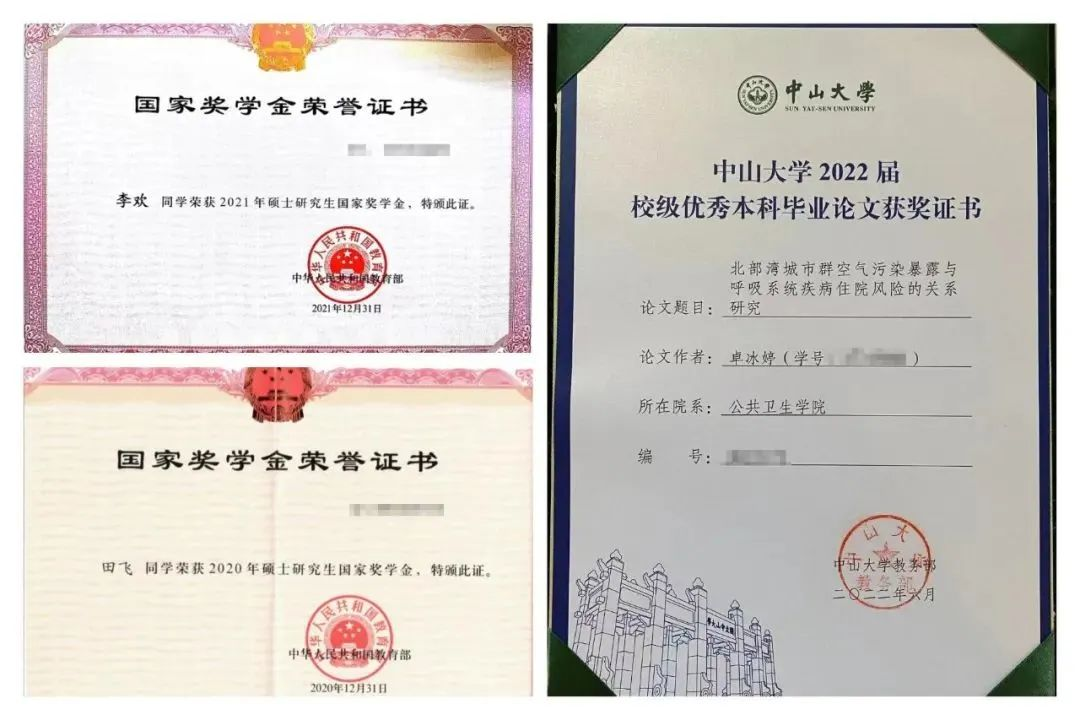 国家奖学金荣誉证书
李欢 同学荣获2021年硕士研究生国家奖学金,特颁此证。
中华人民共和国教育部
中华人民共和国教育部
2021年12月31日
国家奖学金荣誉证书
田飞 同学荣获2020年硕士研究生国家奖学金,特颁此证。
中华人民共和国教育部
中华人民共和国教育部
2020年12月31日
中山大學
SUN YAT-SEN UNIVERSITY
中山大学 2022 届
校级优秀本科毕业论文获奖证书
北部湾城市群空气污染暴露与
呼吸系统疾病住院风险的关系
论文题目:研究
论文作者:卓冰婷(学号: )
所在院系:公共卫生学院
编 号:
中山大学
教务部
中山大学教务部
二〇二二年六月